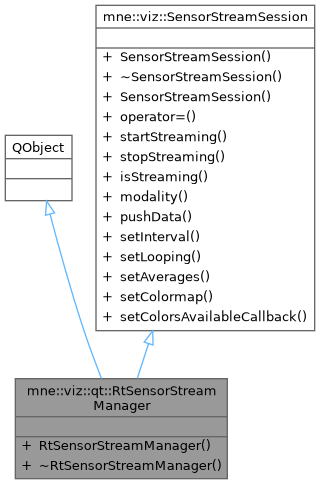 mne::viz::SensorStreamSession
+ SensorStreamSession()
+ ~SensorStreamSession()
+ SensorStreamSession()
+ operator=()
+ startStreaming()
+ stopStreaming()
+ isStreaming()
+ modality()
+ pushData()
+ setInterval()
+ setLooping()
+ setAverages()
+ setColormap()
+ setColorsAvailableCallback()
QObject
mne::viz::qt::RtSensorStream
Manager
+ RtSensorStreamManager()
+ ~RtSensorStreamManager()